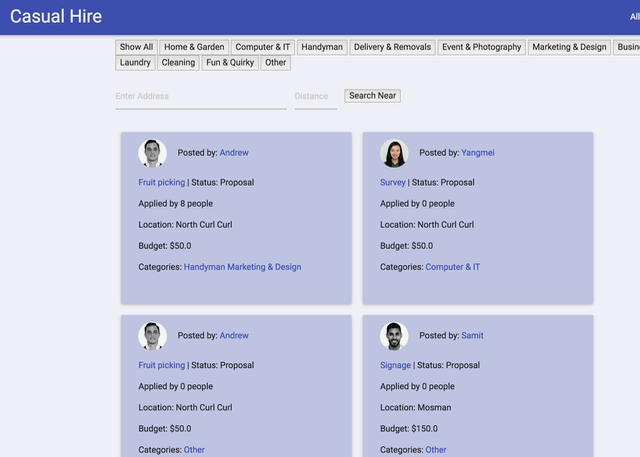 Casual Hire
All
Show All Home & Garden Computer & IT Handyman Delivery & Removals Event & Photography Marketing & Design Busin
Laundry Cleaning Fun & Quirky Other
Enter Address Distance Search Near
Posted by: Andrew
Fruit picking | Status: Proposal
Applied by 8 people
Location: North Curl Curl
Budget: $50.0
Categories: Handyman Marketing & Design
Posted by: Yangmei
Survey | Status: Proposal
Applied by 0 people
Location: North Curl Curl
Budget: $50.0
Categories: Computer & IT
Posted by: Andrew
Fruit picking | Status: Proposal
Applied by 0 people
Location: North Curl Curl
Budget: $50.0
Categories: Other
Posted by: Samit
Signage | Status: Proposal
Applied by 0 people
Location: Mosman
Budget: $150.0
Categories: Other